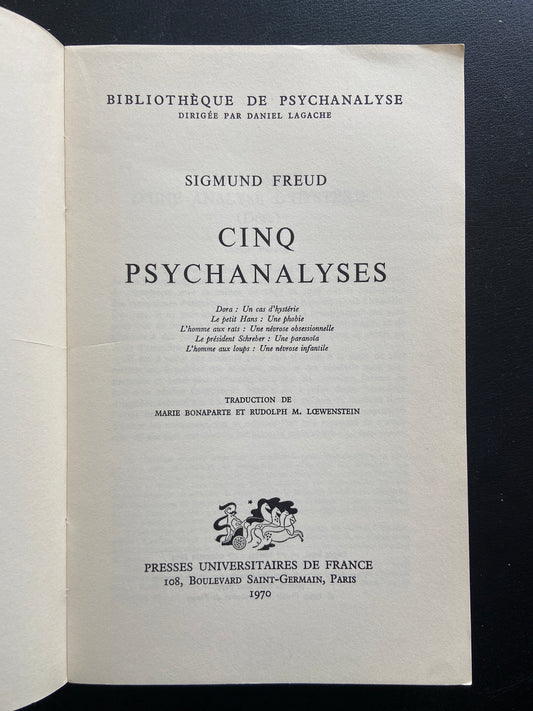 BIBLIOTHÈQUE DE PSYCHANALYSE
DIRIGÉE PAR DANIEL LAGACHE
SIGMUND FREUD
CINQ
PSYCHANALYSES
Dora : Un cas d'hystérie
Le petit Hans : Une phobie
L'homme aux rats : Une névrose obsessionnelle
Le président Schreber : Une paranoïa
L'homme aux loups : Une névrose infantile
TRADUCTION DE
MARIE BONAPARTE ET RUDOLPH M. LŒWENSTEIN
PRESSES UNIVERSITAIRES DE FRANCE
108, BOULEVARD SAINT-GERMAIN, PARIS
1970